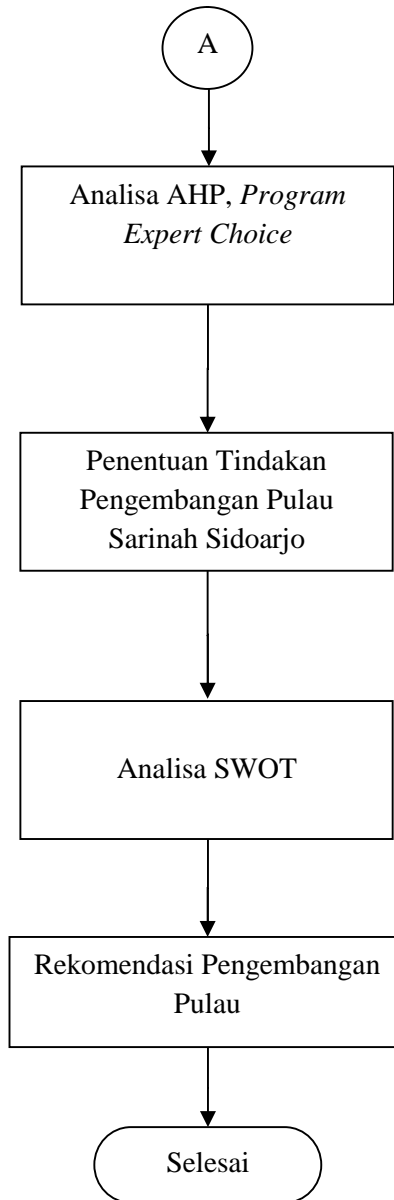 A
Analisa AHP, Program
Expert Choice
Penentuan Tindakan
Pengembangan Pulau
Sarinah Sidoarjo
Analisa SWOT
Rekomendasi Pengembangan
Pulau
Selesai